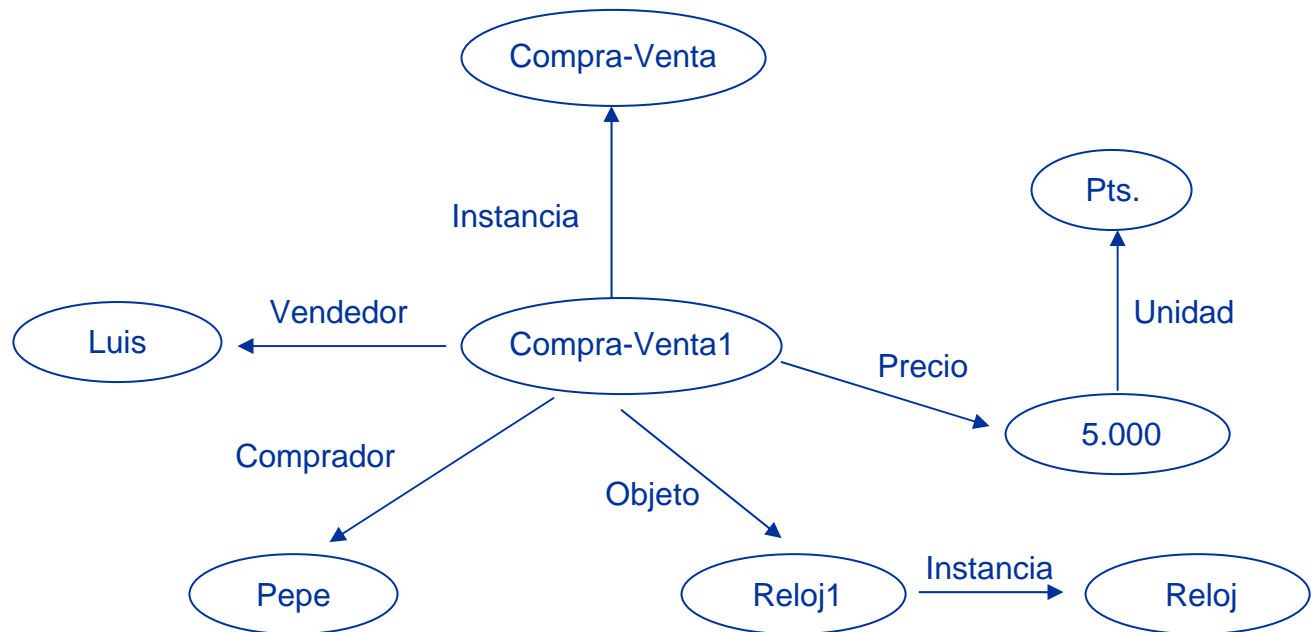 Compra-Venta
Pts.
Instancia
Unidad
Vendedor
Luis
Compra-Venta1
Precio
5.000
Comprador
Objeto
Instancia
Pepe
Reloj1
Reloj